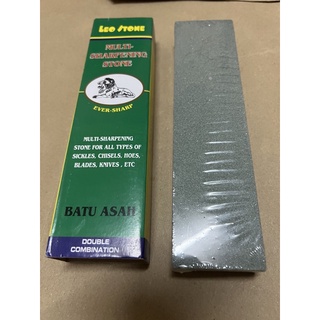 LEO STONE
MULTI-
SHARPENING
STONE
EVER-SHARP
MULTI-SHARPENING
STONE FOR ALL TYPES OF
SICKLES, CHISELS, HOES,
BLADES, KNIVES , ETC
BATU ASAH
DOUBLE
COMBINATION